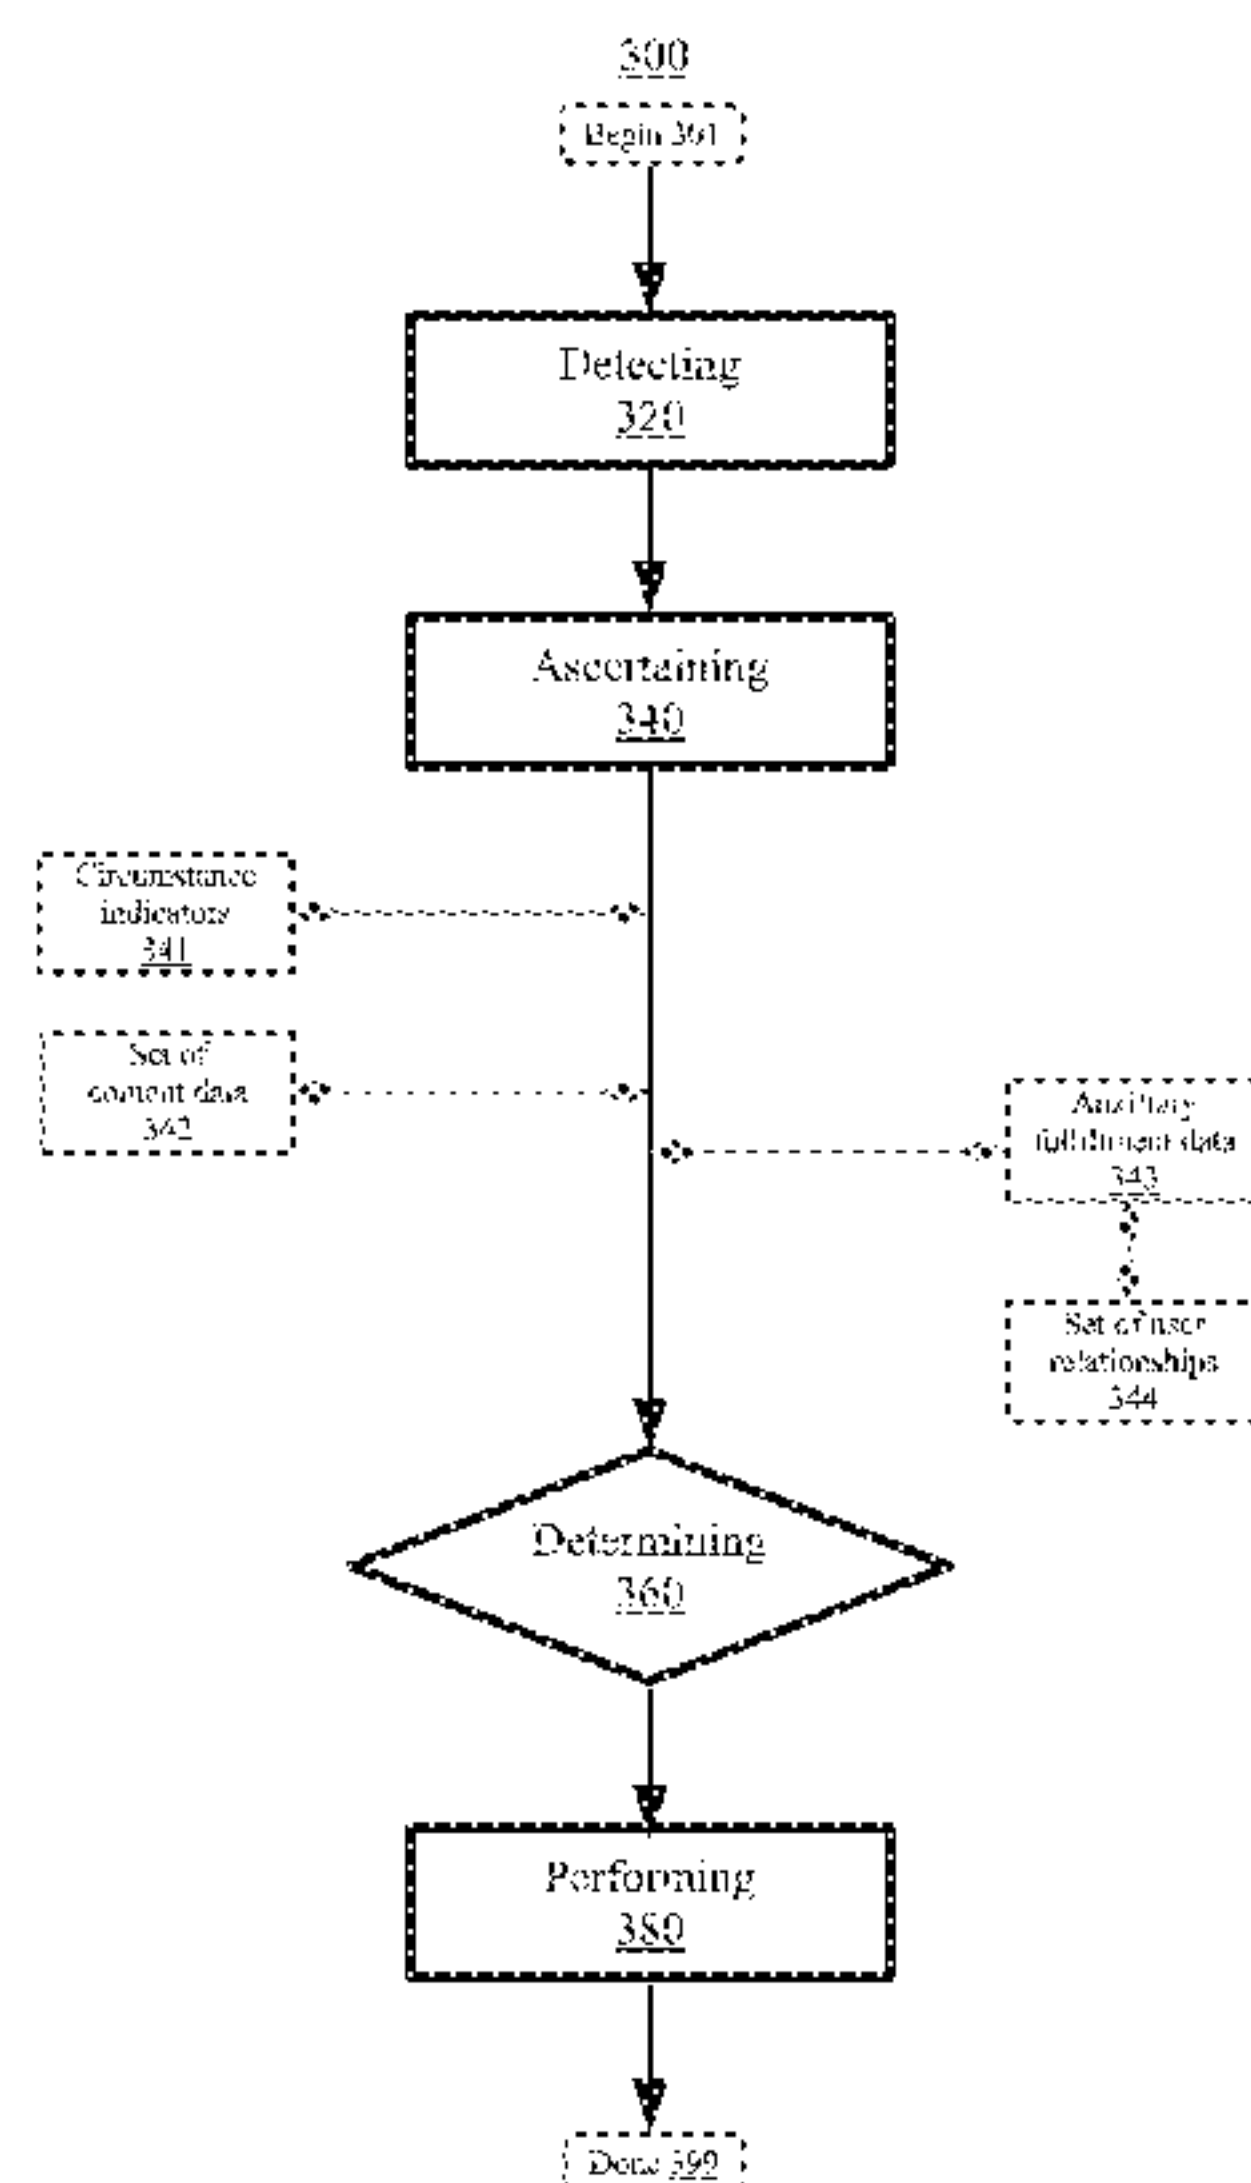 300
Begin 301
Detecting
320
Ascertaining
340
Circumstance
indicators
341
Set of
content data
342
Auxiliary
fulfillment data
343
Set of user
relationships
344
Determining
360
Performing
380
Done 399